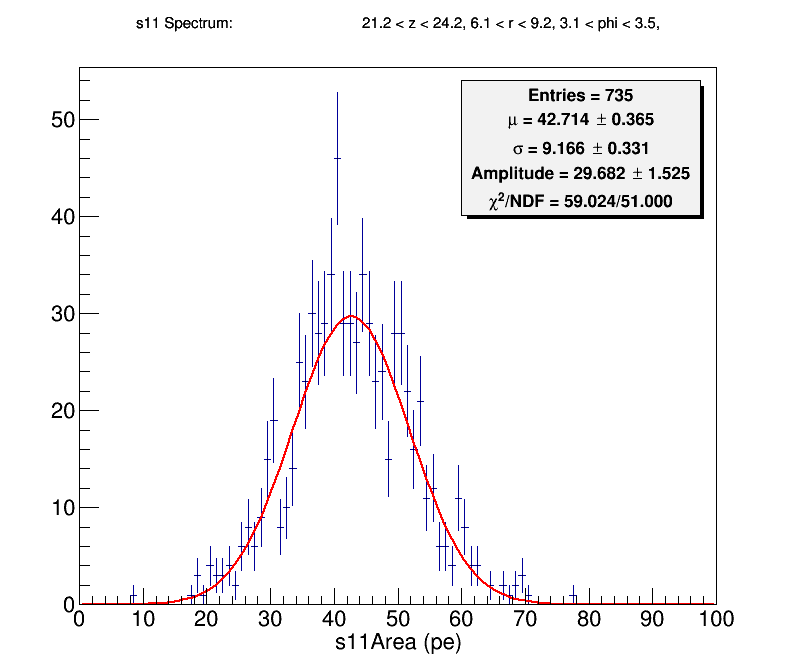 s11 Spectrum: 21.2 < z < 24.2, 6.1 < r < 9.2, 3.1 < phi < 3.5,
Entries = 735
μ = 42.714 ± 0.365
σ = 9.166 ± 0.331
Amplitude = 29.682 ± 1.525
χ²/NDF = 59.024/51.000
50
40
30
20
10
0
0 10 20 30 40 50 60 70 80 90 100
s11Area (pe)